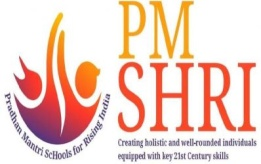 PM
SHRI
Pradhan Mantri ScHools for Rising India
Creating holistic and well-rounded individuals
equipped with key 21st Century skills